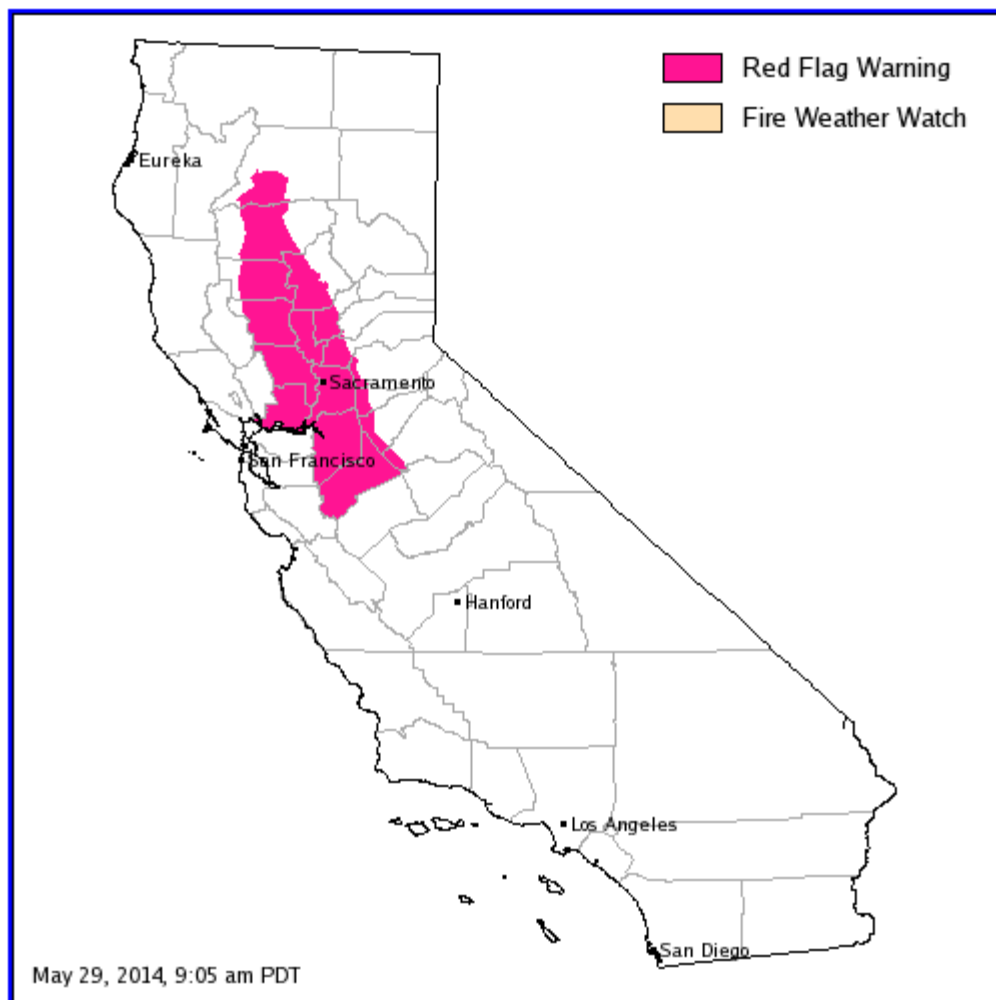 Red Flag Warning
Fire Weather Watch
Eureka
Sacramento
San Francisco
Hanford
Los Angeles
San Diego
May 29, 2014, 9:05 am PDT